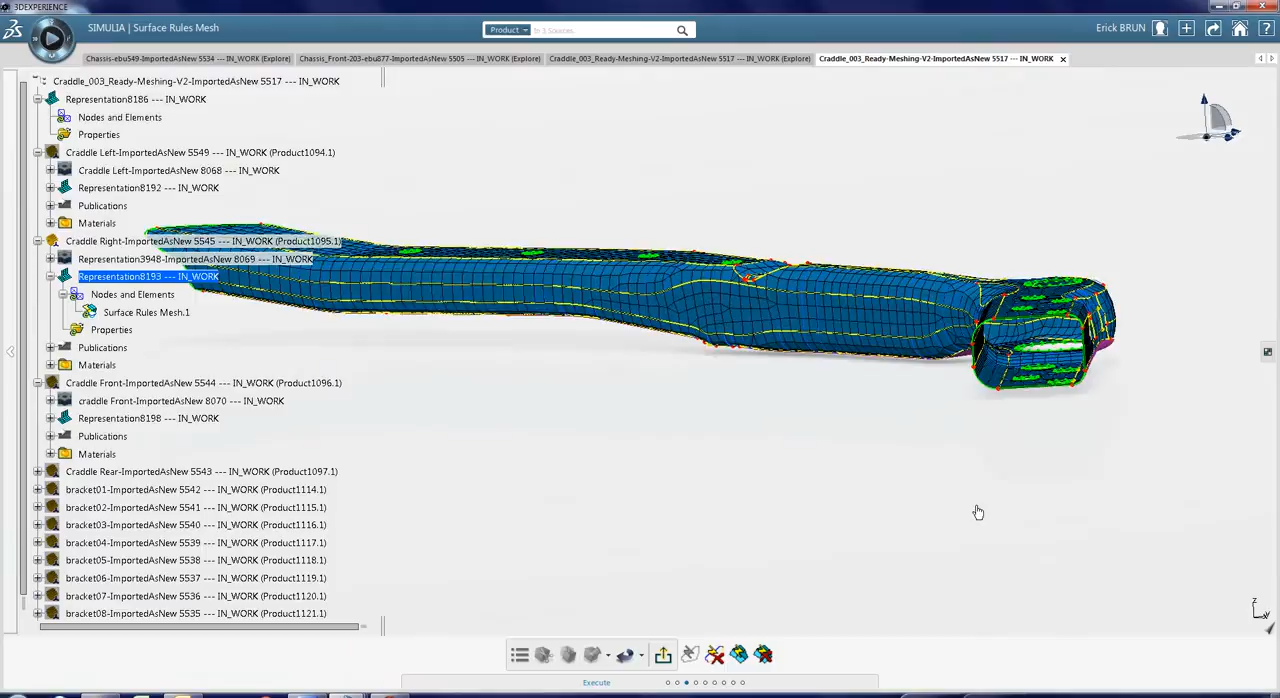 3DEXPERIENCE
SIMULIA | Surface Rules Mesh
Product
in 3 Sources.
Erick BRUN
Chassis-ebu549-ImportedAsNew 5534 --- IN_WORK (Explore)
Chassis_Front-203-ebu877-ImportedAsNew 5505 --- IN_WORK (Explore)
Craddle_003_Ready-Meshing-V2-ImportedAsNew 5517 --- IN_WORK (Explore)
Craddle_003_Ready-Meshing-V2-ImportedAsNew 5517 --- IN_WORK
Craddle_003_Ready-Meshing-V2-ImportedAsNew 5517 --- IN_WORK
Representation8186 --- IN_WORK
Nodes and Elements
Properties
Craddle Left-ImportedAsNew 5549 --- IN_WORK (Product1094.1)
Craddle Left-ImportedAsNew 8068 --- IN_WORK
Representation8192 --- IN_WORK
Publications
Materials
Craddle Right-ImportedAsNew 5545 --- IN_WORK (Product1095.1)
Representation3948-ImportedAsNew 8069 --- IN_WORK
Representation8193 --- IN_WORK
Nodes and Elements
Surface Rules Mesh.1
Properties
Publications
Materials
Craddle Front-ImportedAsNew 5544 --- IN_WORK (Product1096.1)
craddle Front-ImportedAsNew 8070 --- IN_WORK
Representation8198 --- IN_WORK
Publications
Materials
Craddle Rear-ImportedAsNew 5543 --- IN_WORK (Product1097.1)
bracket01-ImportedAsNew 5542 --- IN_WORK (Product1114.1)
bracket02-ImportedAsNew 5541 --- IN_WORK (Product1115.1)
bracket03-ImportedAsNew 5540 --- IN_WORK (Product1116.1)
bracket04-ImportedAsNew 5539 --- IN_WORK (Product1117.1)
bracket05-ImportedAsNew 5538 --- IN_WORK (Product1118.1)
bracket06-ImportedAsNew 5537 --- IN_WORK (Product1119.1)
bracket07-ImportedAsNew 5536 --- IN_WORK (Product1120.1)
bracket08-ImportedAsNew 5535 --- IN_WORK (Product1121.1)
z
Execute